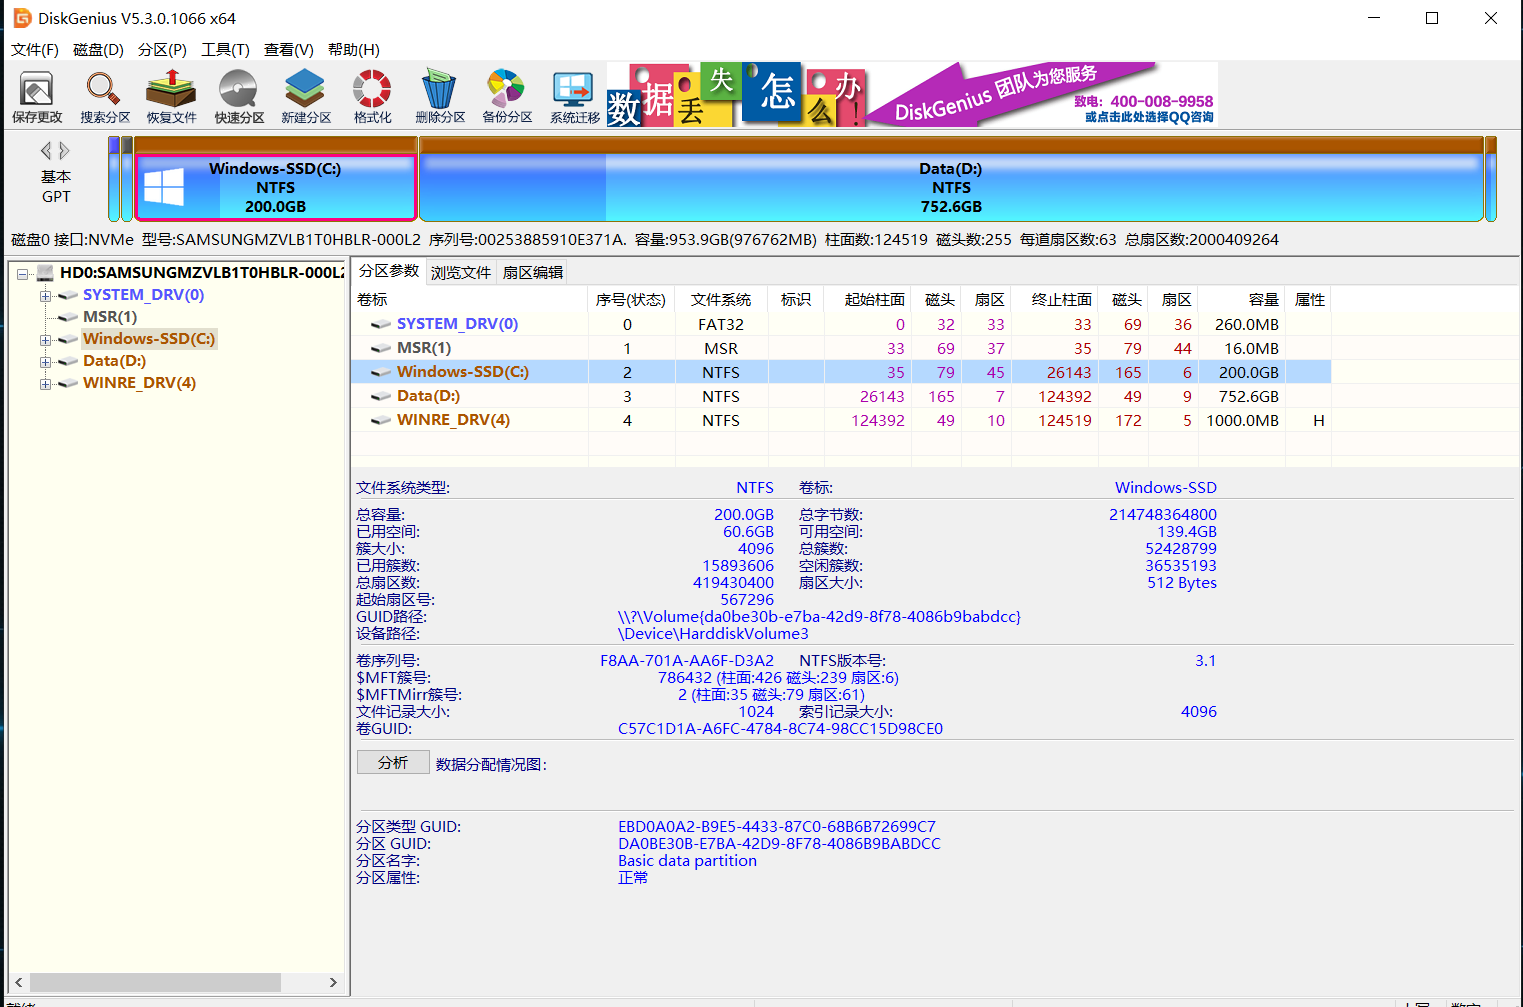 DiskGenius V5.3.0.1066 x64
文件(F) 磁盘(D) 分区(P) 工具(T) 查看(V) 帮助(H)
保存更改 搜索分区 恢复文件 快速分区 新建分区 格式化 删除分区 备份分区 系统迁移
数据丢失怎么办!
DiskGenius 团队为您服务
致电: 400-008-9958
或点击此处选择QQ咨询
基本
GPT
Windows-SSD(C:)
NTFS
200.0GB
Data(D:)
NTFS
752.6GB
磁盘0 接口:NVMe 型号:SAMSUNGMZVLB1T0HBLR-000L2 序列号:00253885910E371A. 容量:953.9GB(976762MB) 柱面数:124519 磁头数:255 每道扇区数:63 总扇区数:2000409264
HD0:SAMSUNGMZVLB1T0HBLR-000L2
SYSTEM_DRV(0)
MSR(1)
Windows-SSD(C:)
Data(D:)
WINRE_DRV(4)
分区参数 浏览文件 扇区编辑
卷标 序号(状态) 文件系统 标识 起始柱面 磁头 扇区 终止柱面 磁头 扇区 容量 属性
SYSTEM_DRV(0) 0 FAT32 0 32 33 33 69 36 260.0MB
MSR(1) 1 MSR 33 69 37 35 79 44 16.0MB
Windows-SSD(C:) 2 NTFS 35 79 45 26143 165 6 200.0GB
Data(D:) 3 NTFS 26143 165 7 124392 49 9 752.6GB
WINRE_DRV(4) 4 NTFS 124392 49 10 124519 172 5 1000.0MB H
文件系统类型: NTFS 卷标: Windows-SSD
总容量: 200.0GB 总字节数: 214748364800
已用空间: 60.6GB 可用空间: 139.4GB
簇大小: 4096 总簇数: 52428799
已用簇数: 15893606 空闲簇数: 36535193
总扇区数: 419430400 扇区大小: 512 Bytes
起始扇区号: 567296
GUID路径: \\?\Volume{da0be30b-e7ba-42d9-8f78-4086b9babdcc}
设备路径: \Device\HarddiskVolume3
卷序列号: F8AA-701A-AA6F-D3A2 NTFS版本号: 3.1
$MFT簇号: 786432 (柱面:426 磁头:239 扇区:6)
$MFTMirr簇号: 2 (柱面:35 磁头:79 扇区:61)
文件记录大小: 1024 索引记录大小: 4096
卷GUID: C57C1D1A-A6FC-4784-8C74-98CC15D98CE0
分析 数据分配情况图:
分区类型 GUID: EBD0A0A2-B9E5-4433-87C0-68B6B72699C7
分区 GUID: DA0BE30B-E7BA-42D9-8F78-4086B9BABDCC
分区名字: Basic data partition
分区属性: 正常